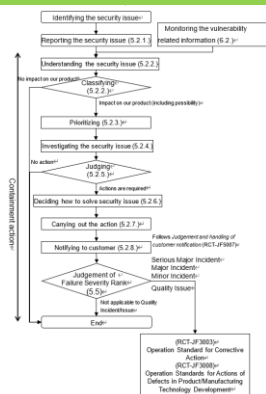 Identifying the security issue
Monitoring the vulnerability
related information (6.2.)
Reporting the security issue (5.2.1.)
Understanding the security issue (5.2.2.)
No impact on our product
Classifying
(5.2.2.)
Impact on our product (including possibility)
Prioritizing (5.2.3.)
Investigating the security issue (5.2.4.)
No action
Judging
(5.2.5.)
Actions are required
Containment action
Deciding how to solve security issue (5.2.6.)
Carrying out the action (5.2.7.)
Notifying to customer (5.2.8.)
Follows Judgement and handling of
customer notification (RCT-JF5007)
Judgement of
Failure Severity Rank
(5.5)
Serious Major Incident
Major Incident
Minor Incident
Quality Issue
Not applicable to Quality
Incident/Issue
End
(RCT-JF3003)
Operation Standard for Corrective
Action
(RCT-JF3008)
Operation Standards for Actions of
Defects in Product/Manufacturing
Technology Development